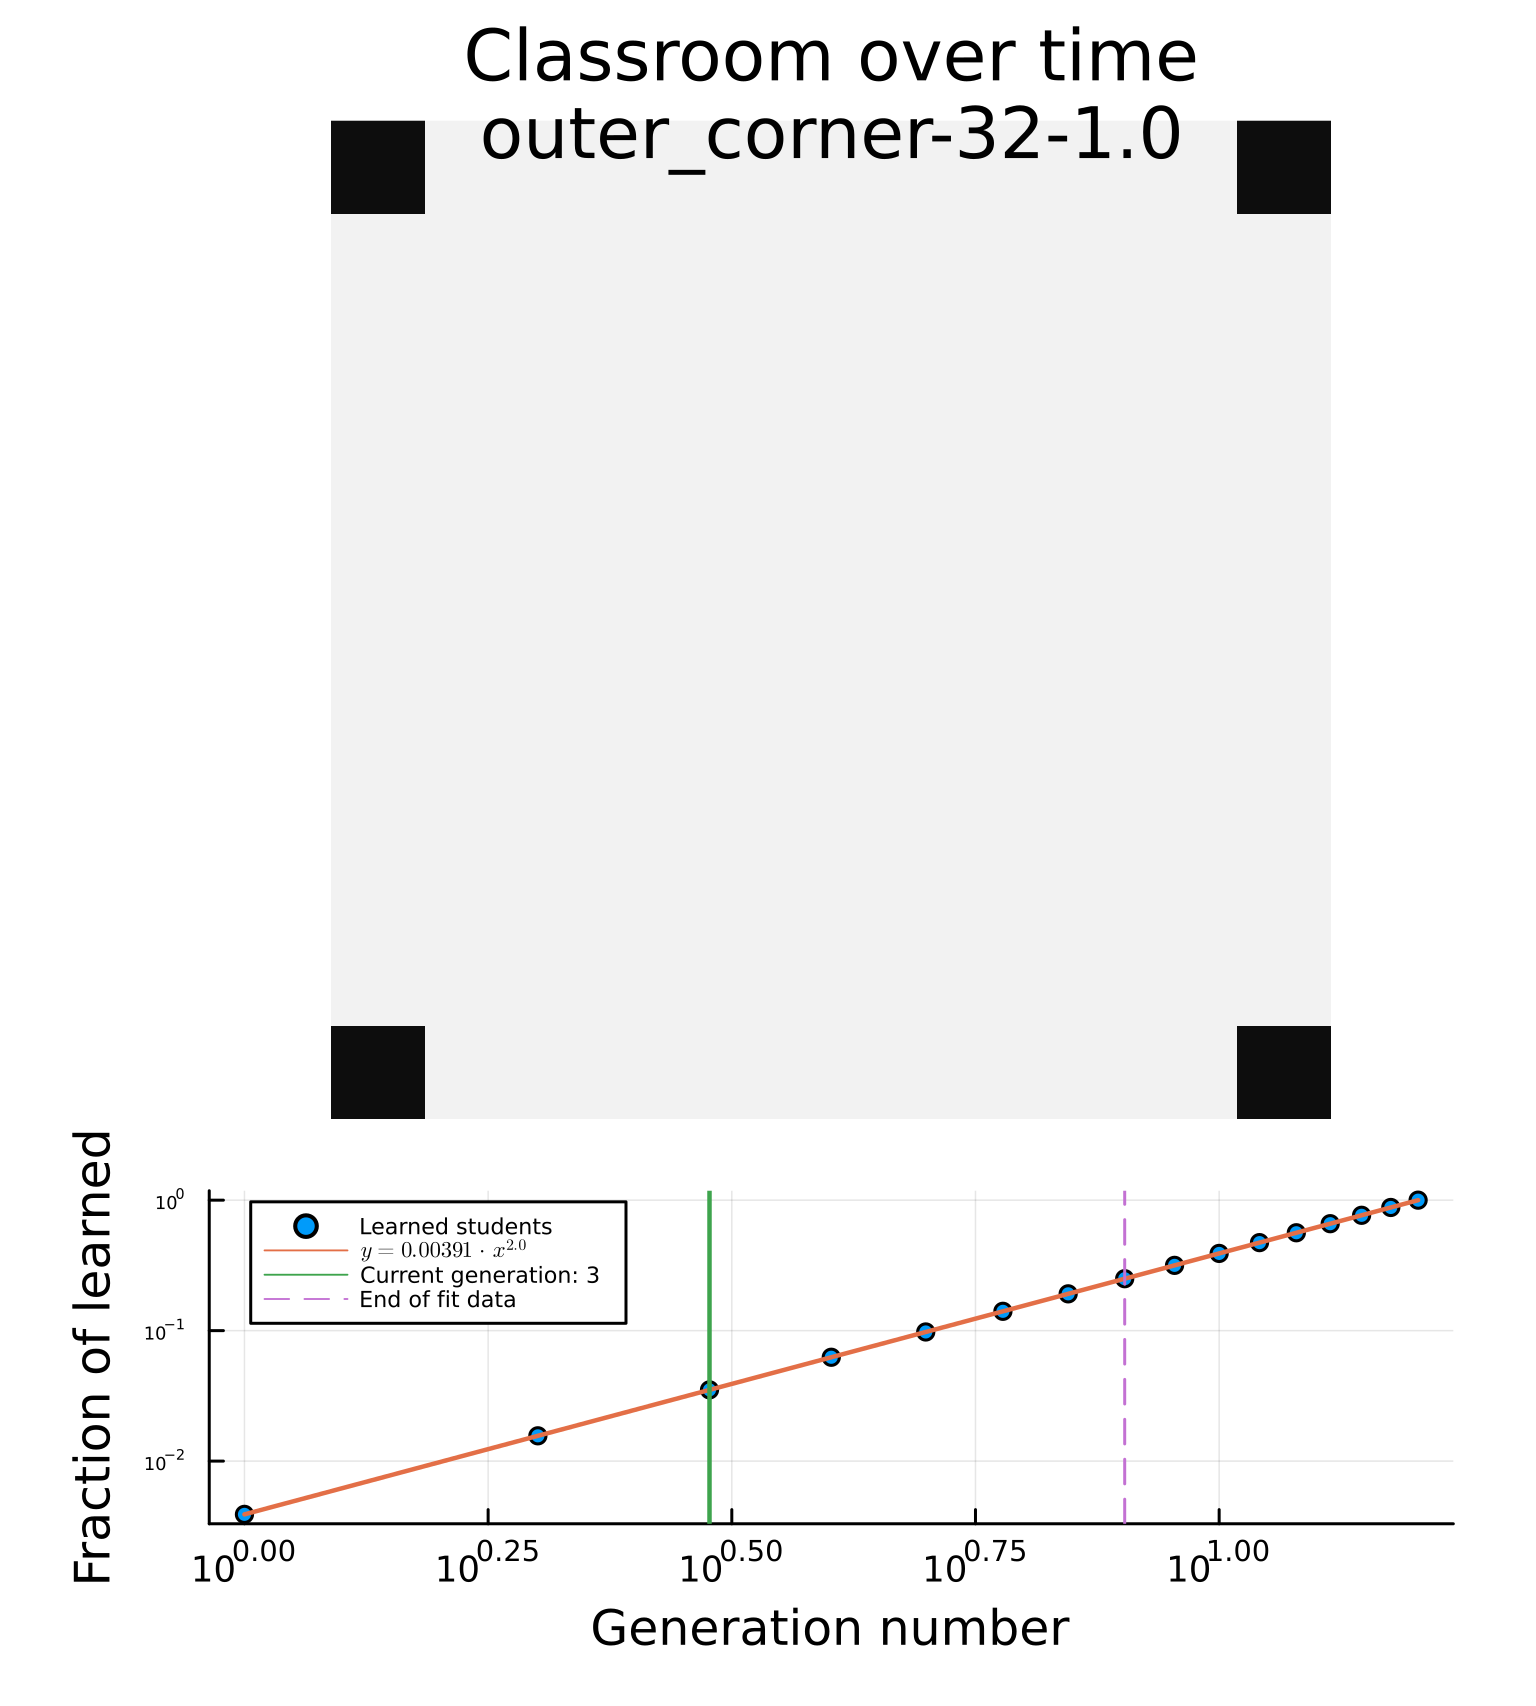 Classroom over time
outer_corner-32-1.0
Fraction of learned
10⁰
10⁻¹
10⁻²
Learned students
y = 0.00391 · x^{2.0}
Current generation: 3
End of fit data
10^{0.00} 10^{0.25} 10^{0.50} 10^{0.75} 10^{1.00}
Generation number